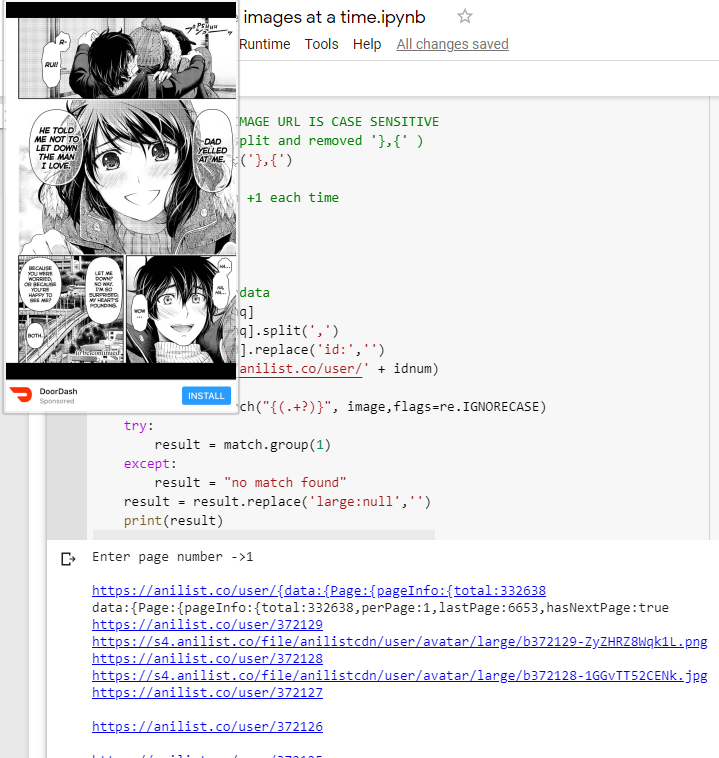 images at a time.ipynb
Runtime Tools Help All changes saved
R-
RUI!
PSHHH
HE TOLD
ME NOT TO
LET DOWN
THE MAN
I LOVE.
DAD
YELLED
AT ME.
BECAUSE
YOU WERE
WORRIED,
OR BECAUSE
YOU'RE
HAPPY TO
SEE ME?
BOTH.
LET ME
DOWN?
NO WAY.
I'M SO
SURPRISED,
MY HEART'S
POUNDING.
to be continued
WOW
...
HA...
HA,
HA...
DoorDash
Sponsored
INSTALL
MAGE URL IS CASE SENSITIVE
plit and removed '},{' )
('},{')
+1 each time
data
q]
q].split(',')
].replace('id:','')
anilist.co/user/' + idnum)
rch("{(.+?)}", image,flags=re.IGNORECASE)
try:
result = match.group(1)
except:
result = "no match found"
result = result.replace('large:null','')
print(result)
Enter page number ->1
https://anilist.co/user/{data:{Page:{pageInfo:{total:332638
data:{Page:{pageInfo:{total:332638,perPage:1,lastPage:6653,hasNextPage:true
https://anilist.co/user/372129
https://s4.anilist.co/file/anilistcdn/user/avatar/large/b372129-ZyZHRZ8Wqk1L.png
https://anilist.co/user/372128
https://s4.anilist.co/file/anilistcdn/user/avatar/large/b372128-1GGvTT52CENk.jpg
https://anilist.co/user/372127
https://anilist.co/user/372126